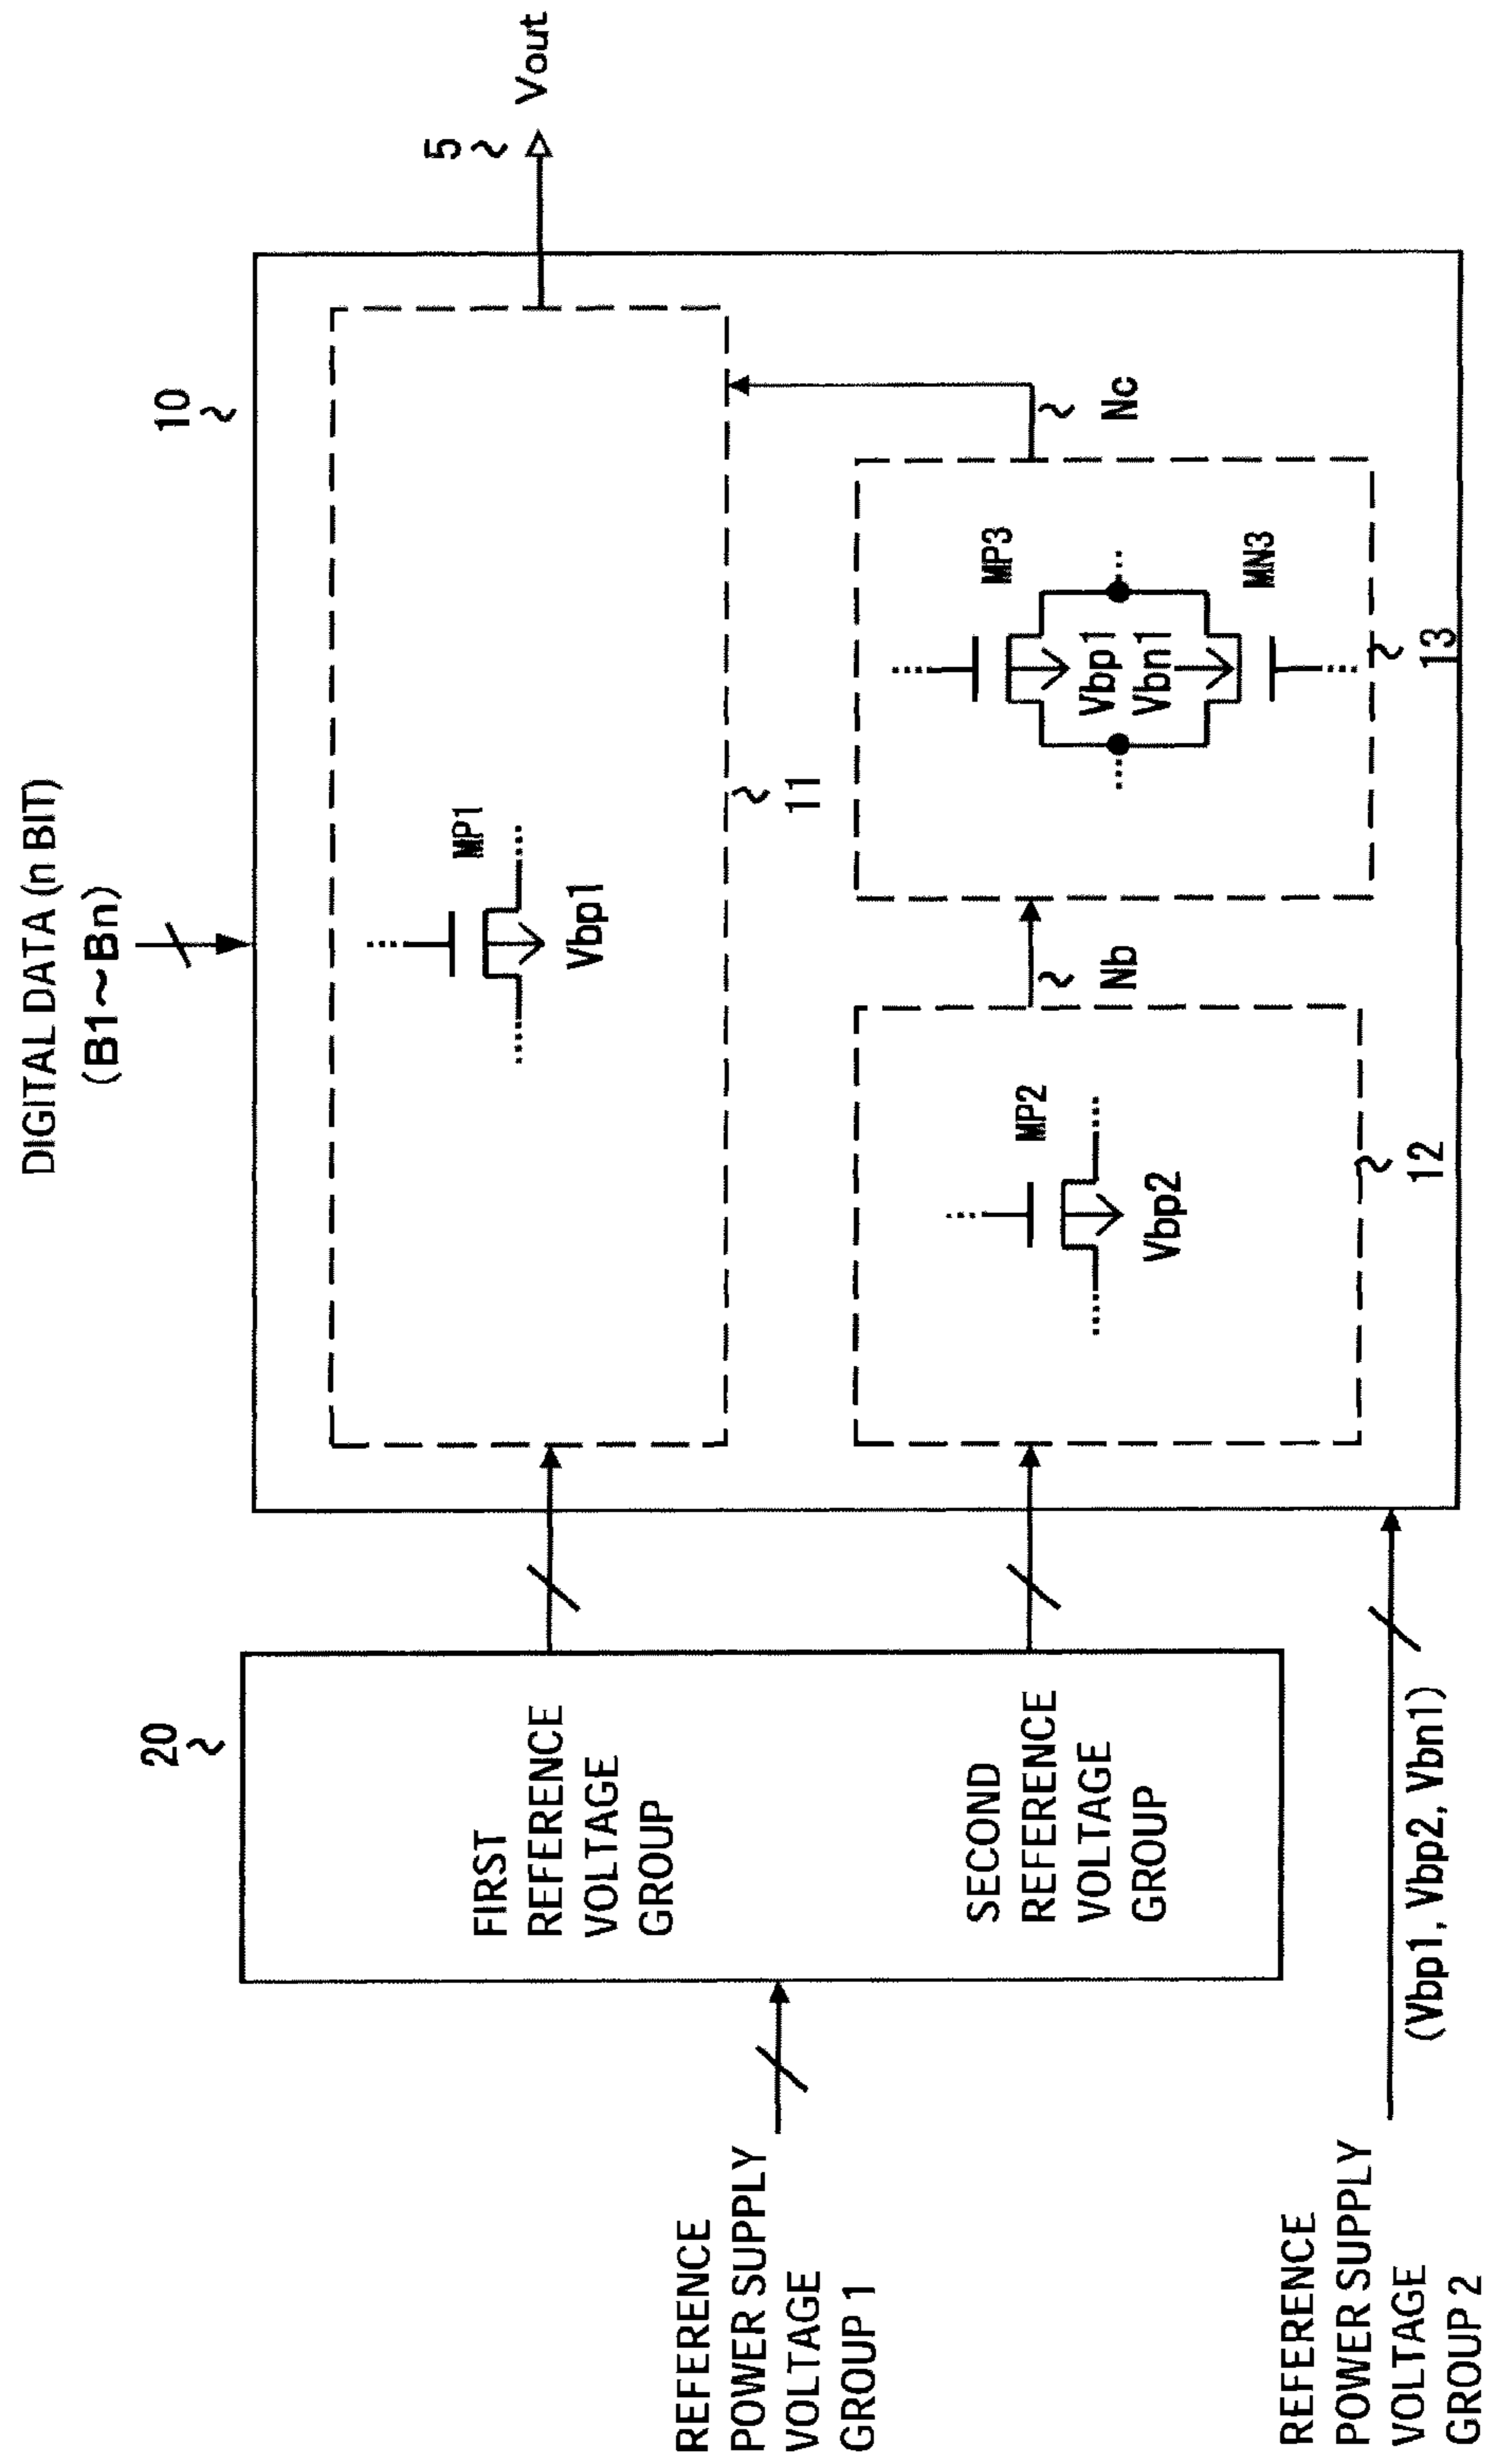 DIGITAL DATA (n BIT)
(B1~Bn)
10
20
5
Vout
FIRST
REFERENCE
VOLTAGE
GROUP
MP1
Vbp1
11
REFERENCE
POWER SUPPLY
VOLTAGE
GROUP 1
SECOND
REFERENCE
VOLTAGE
GROUP
MP2
Vbp2
12
Nb
MP3
Vbp1
Vbn1
MN3
13
Nc
REFERENCE
POWER SUPPLY
VOLTAGE
GROUP 2
(Vbp1, Vbp2, Vbn1)